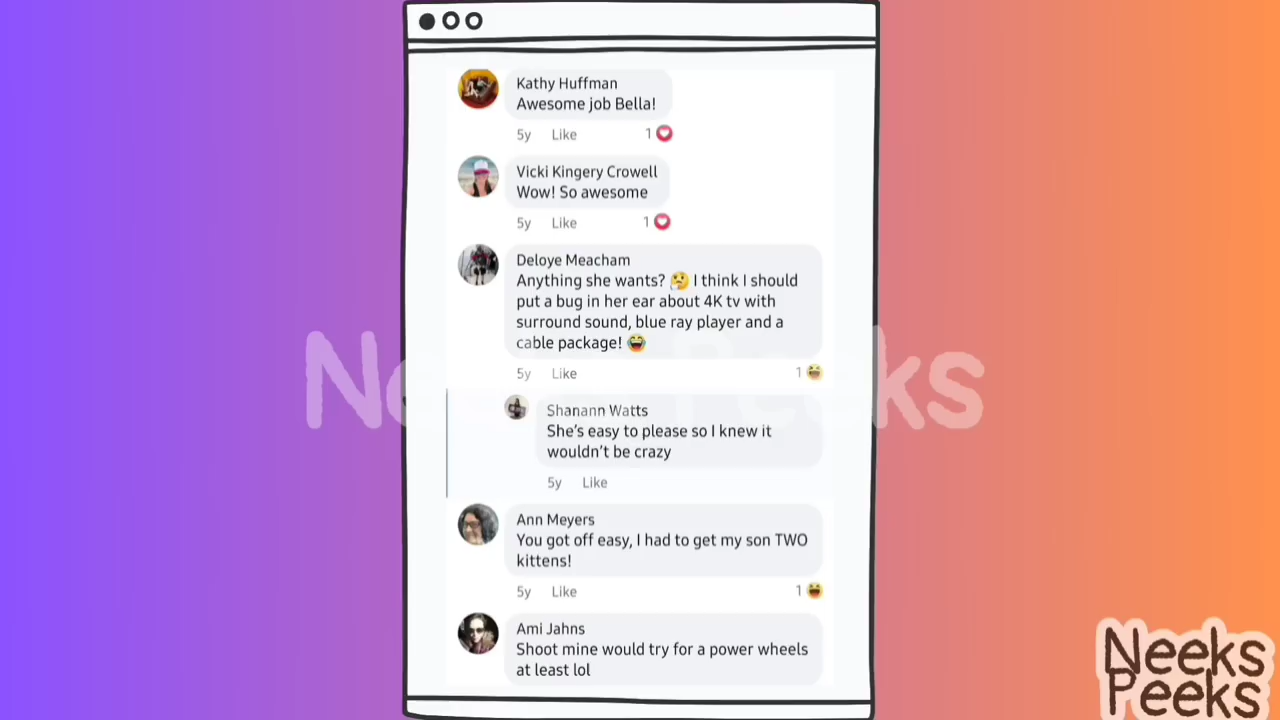 Kathy Huffman
Awesome job Bella!
5y Like 1
Vicki Kingery Crowell
Wow! So awesome
5y Like 1
Deloye Meacham
Anything she wants? 🤔 I think I should
put a bug in her ear about 4K tv with
surround sound, blue ray player and a
cable package! 😂
5y Like 1
Shanann Watts
She's easy to please so I knew it
wouldn't be crazy
5y Like
Ann Meyers
You got off easy, I had to get my son TWO
kittens!
5y Like 1
Ami Jahns
Shoot mine would try for a power wheels
at least lol
Neeks Peeks
Neeks
Peeks